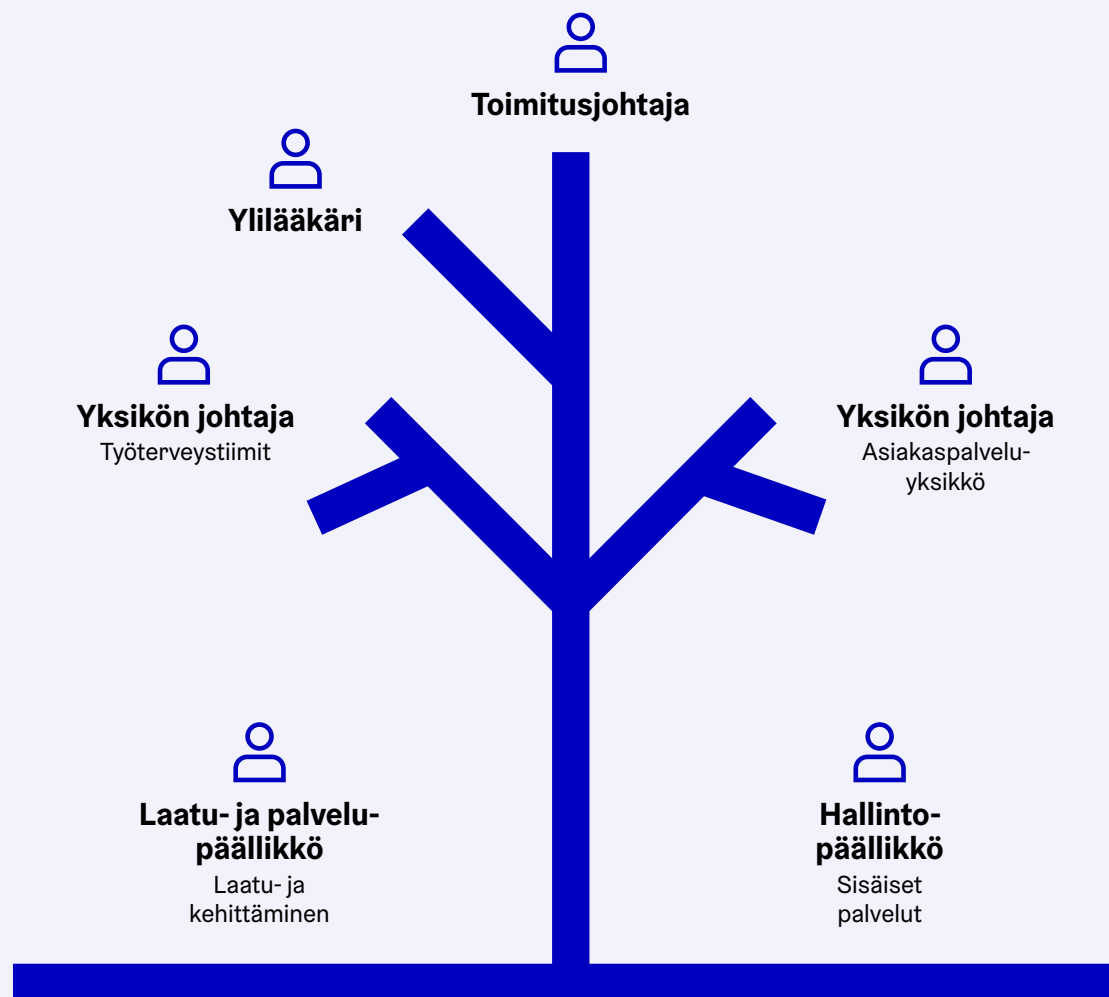 Toimitusjohtaja
Ylilääkäri
Yksikön johtaja
Työterveystiimit
Yksikön johtaja
Asiakaspalvelu-
yksikkö
Laatu- ja palvelu-
päällikkö
Laatu- ja
kehittäminen
Hallinto-
päällikkö
Sisäiset
palvelut